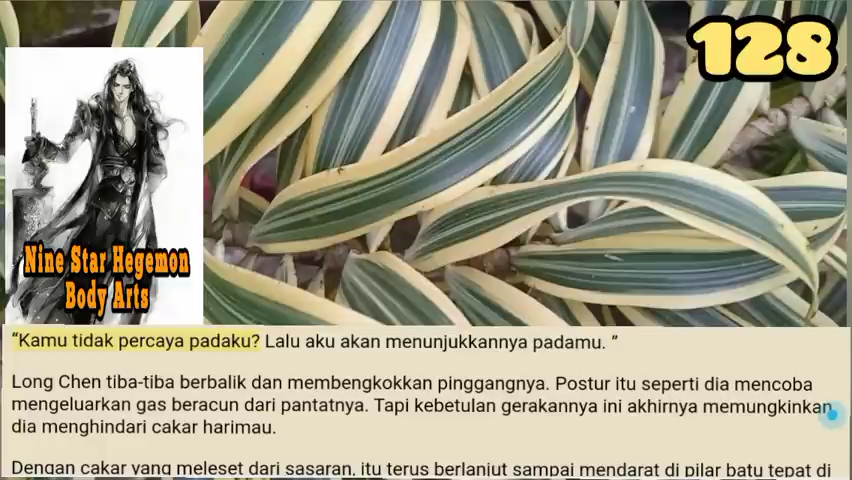 128
Nine Star Hegemon
Body Arts
“Kamu tidak percaya padaku? Lalu aku akan menunjukkannya padamu. ”
Long Chen tiba-tiba berbalik dan membengkokkan pinggangnya. Postur itu seperti dia mencoba
mengeluarkan gas beracun dari pantatnya. Tapi kebetulan gerakannya ini akhirnya memungkinkan
dia menghindari cakar harimau.
Dengan cakar yang meleset dari sasaran, itu terus berlanjut sampai mendarat di pilar batu tepat di